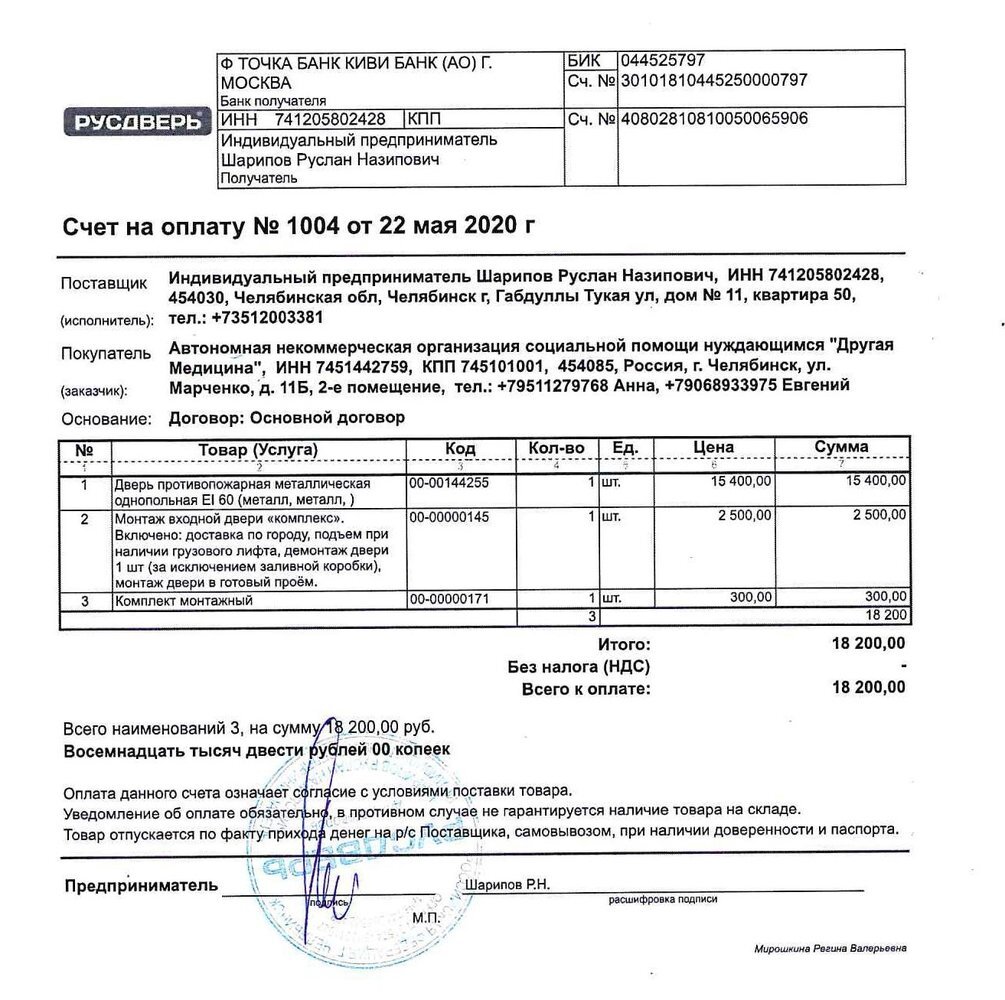 РУСДВЕРЬ
Ф ТОЧКА БАНК КИВИ БАНК (АО) Г. МОСКВА
Банк получателя
БИК 044525797
Сч. № 30101810445250000797
ИНН 741205802428 КПП
Сч. № 40802810810050065906
Индивидуальный предприниматель
Шарипов Руслан Назипович
Получатель
Счет на оплату № 1004 от 22 мая 2020 г
Поставщик (исполнитель):
Индивидуальный предприниматель Шарипов Руслан Назипович, ИНН 741205802428,
454030, Челябинская обл, Челябинск г, Габдуллы Тукая ул, дом № 11, квартира 50,
тел.: +73512003381
Покупатель (заказчик):
Автономная некоммерческая организация социальной помощи нуждающимся "Другая
Медицина", ИНН 7451442759, КПП 745101001, 454085, Россия, г. Челябинск, ул.
Марченко, д. 11Б, 2-е помещение, тел.: +79511279768 Анна, +79068933975 Евгений
Основание: Договор: Основной договор
№ Товар (Услуга) Код Кол-во Ед. Цена Сумма
1 2 3 4 5 6 7
1 Дверь противопожарная металлическая 00-00144255 1 шт. 15 400,00 15 400,00
однопольная EI 60 (металл, металл, )
2 Монтаж входной двери «комплекс». 00-00000145 1 шт. 2 500,00 2 500,00
Включено: доставка по городу, подъем при
наличии грузового лифта, демонтаж двери
1 шт (за исключением заливной коробки),
монтаж двери в готовый проём.
3 Комплект монтажный 00-00000171 1 шт. 300,00 300,00
3 18 200
Итого: 18 200,00
Без налога (НДС) -
Всего к оплате: 18 200,00
Всего наименований 3, на сумму 18 200,00 руб.
Восемнадцать тысяч двести рублей 00 копеек
Оплата данного счета означает согласие с условиями поставки товара.
Уведомление об оплате обязательно, в противном случае не гарантируется наличие товара на складе.
Товар отпускается по факту прихода денег на р/с Поставщика, самовывозом, при наличии доверенности и паспорта.
Предприниматель Шарипов Р.Н.
подпись расшифровка подписи
М.П.
Мирошкина Регина Валерьевна